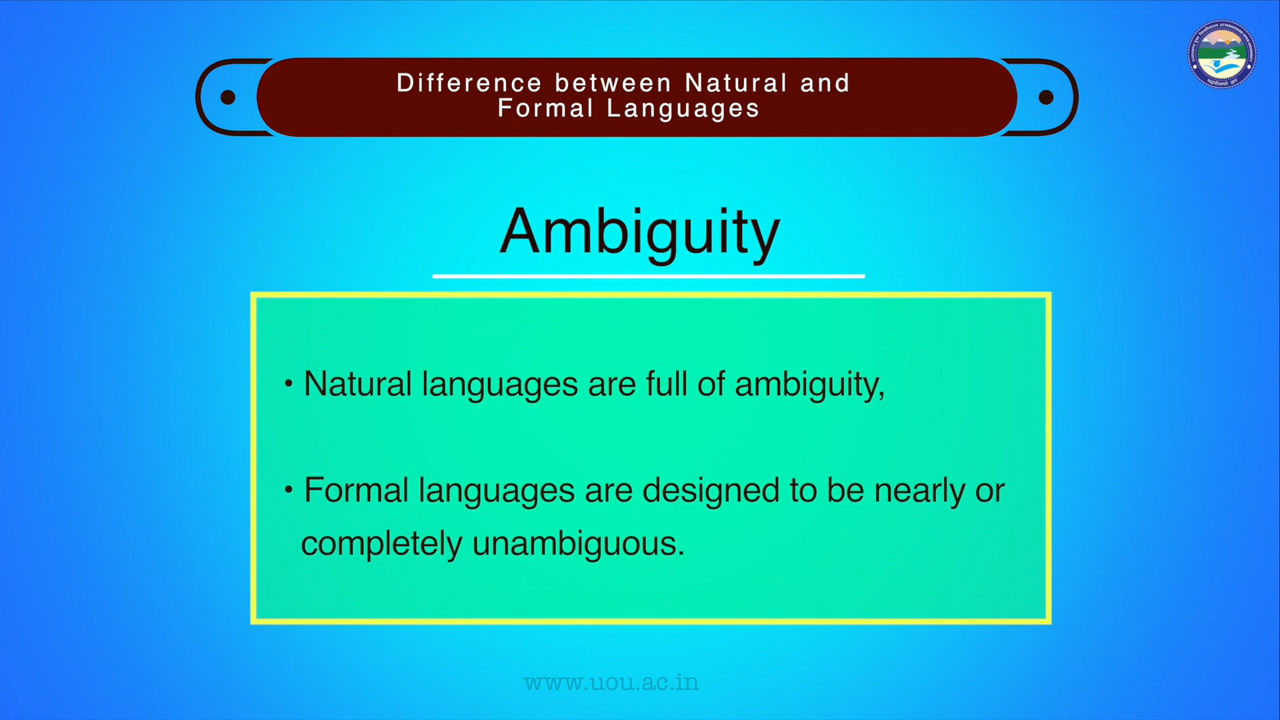 Difference between Natural and
Formal Languages
Ambiguity
• Natural languages are full of ambiguity,
• Formal languages are designed to be nearly or
completely unambiguous.
www.uou.ac.in